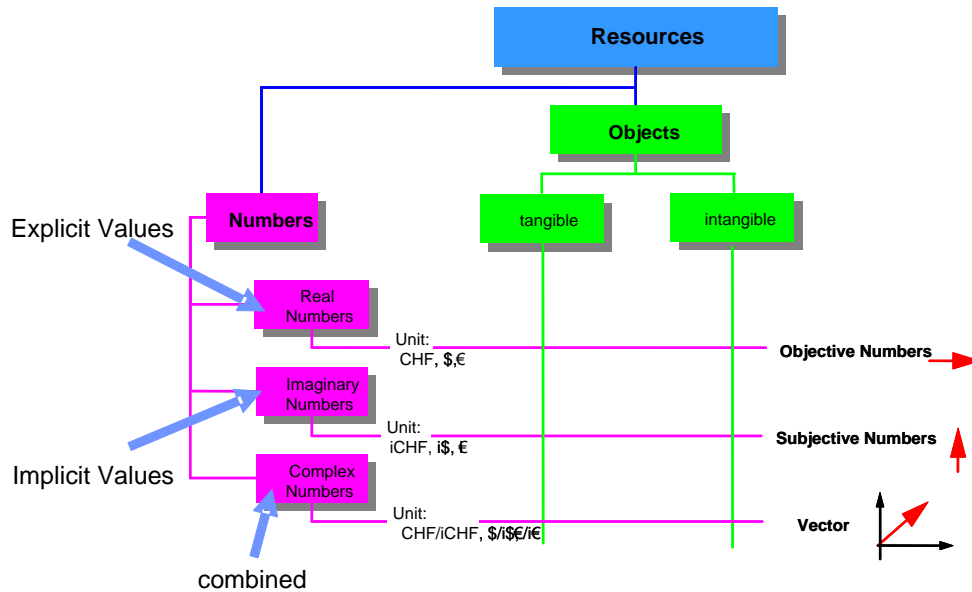 Resources
Objects
Numbers
tangible
intangible
Explicit Values
Real
Numbers
Unit:
CHF, $,€
Objective Numbers
Imaginary
Numbers
Unit:
iCHF, i$, €
Subjective Numbers
Implicit Values
Complex
Numbers
Unit:
CHF/iCHF, $/i$,€/i€
Vector
combined